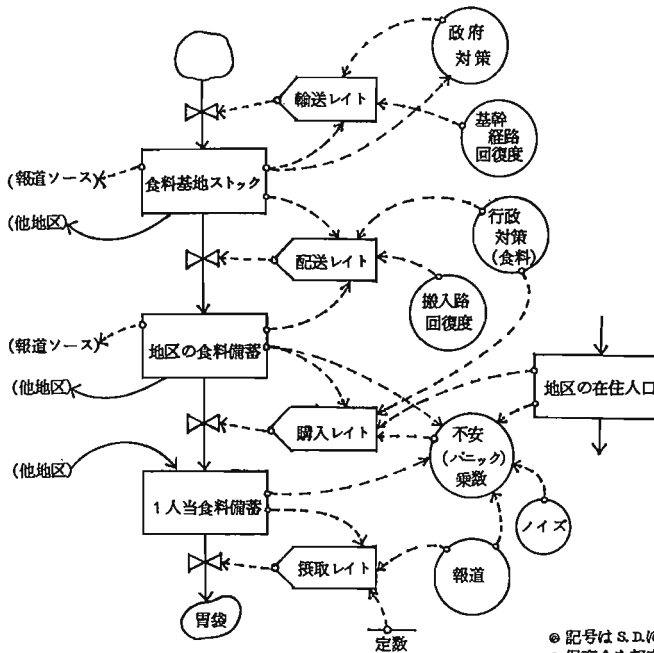 政府
対策
輸送レイト
基幹
経路
回復度
(報道ソース)
食料基地ストック
(他地区)
行政
対策
(食料)
配送レイト
搬入路
回復度
(報道ソース)
地区の食料備蓄
(他地区)
地区の在住人口
購入レイト
不安
(パニック)
乗数
(他地区)
1人当食料備蓄
ノイズ
摂取レイト
報道
胃袋
定数
◎ 記号は S.D.